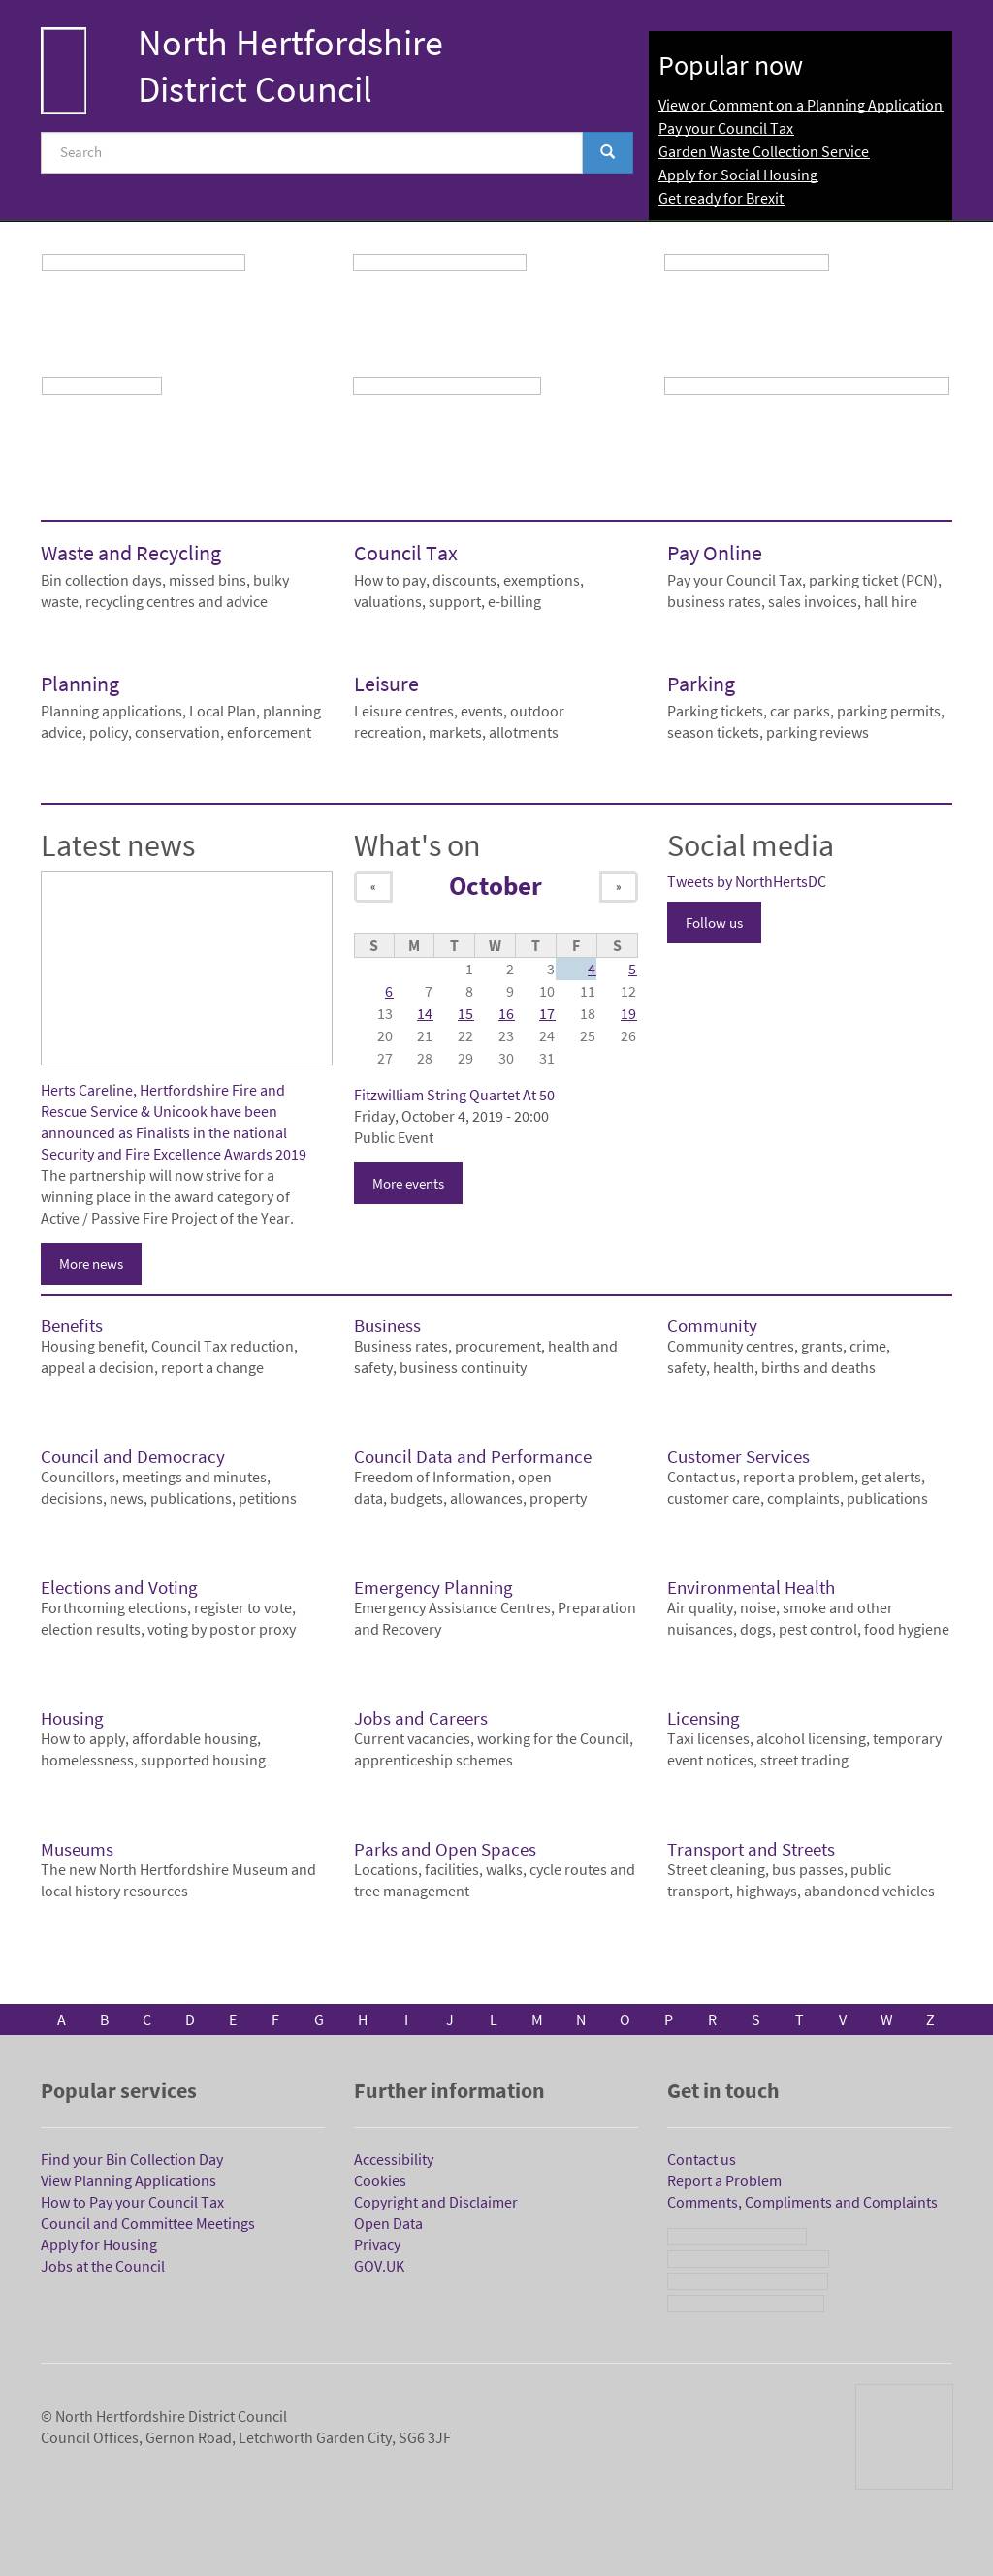 North Hertfordshire
District Council
Search
Popular now
View or Comment on a Planning Application
Pay your Council Tax
Garden Waste Collection Service
Apply for Social Housing
Get ready for Brexit
Waste and Recycling
Bin collection days, missed bins, bulky
waste, recycling centres and advice
Council Tax
How to pay, discounts, exemptions,
valuations, support, e-billing
Pay Online
Pay your Council Tax, parking ticket (PCN),
business rates, sales invoices, hall hire
Planning
Planning applications, Local Plan, planning
advice, policy, conservation, enforcement
Leisure
Leisure centres, events, outdoor
recreation, markets, allotments
Parking
Parking tickets, car parks, parking permits,
season tickets, parking reviews
Latest news
Herts Careline, Hertfordshire Fire and
Rescue Service & Unicook have been
announced as Finalists in the national
Security and Fire Excellence Awards 2019
The partnership will now strive for a
winning place in the award category of
Active / Passive Fire Project of the Year.
More news
What's on
« October »
S M T W T F S
1 2 3 4 5
6 7 8 9 10 11 12
13 14 15 16 17 18 19
20 21 22 23 24 25 26
27 28 29 30 31
Fitzwilliam String Quartet At 50
Friday, October 4, 2019 - 20:00
Public Event
More events
Social media
Tweets by NorthHertsDC
Follow us
Benefits
Housing benefit, Council Tax reduction,
appeal a decision, report a change
Business
Business rates, procurement, health and
safety, business continuity
Community
Community centres, grants, crime,
safety, health, births and deaths
Council and Democracy
Councillors, meetings and minutes,
decisions, news, publications, petitions
Council Data and Performance
Freedom of Information, open
data, budgets, allowances, property
Customer Services
Contact us, report a problem, get alerts,
customer care, complaints, publications
Elections and Voting
Forthcoming elections, register to vote,
election results, voting by post or proxy
Emergency Planning
Emergency Assistance Centres, Preparation
and Recovery
Environmental Health
Air quality, noise, smoke and other
nuisances, dogs, pest control, food hygiene
Housing
How to apply, affordable housing,
homelessness, supported housing
Jobs and Careers
Current vacancies, working for the Council,
apprenticeship schemes
Licensing
Taxi licenses, alcohol licensing, temporary
event notices, street trading
Museums
The new North Hertfordshire Museum and
local history resources
Parks and Open Spaces
Locations, facilities, walks, cycle routes and
tree management
Transport and Streets
Street cleaning, bus passes, public
transport, highways, abandoned vehicles
A B C D E F G H I J L M N O P R S T V W Z
Popular services
Find your Bin Collection Day
View Planning Applications
How to Pay your Council Tax
Council and Committee Meetings
Apply for Housing
Jobs at the Council
Further information
Accessibility
Cookies
Copyright and Disclaimer
Open Data
Privacy
GOV.UK
Get in touch
Contact us
Report a Problem
Comments, Compliments and Complaints
© North Hertfordshire District Council
Council Offices, Gernon Road, Letchworth Garden City, SG6 3JF